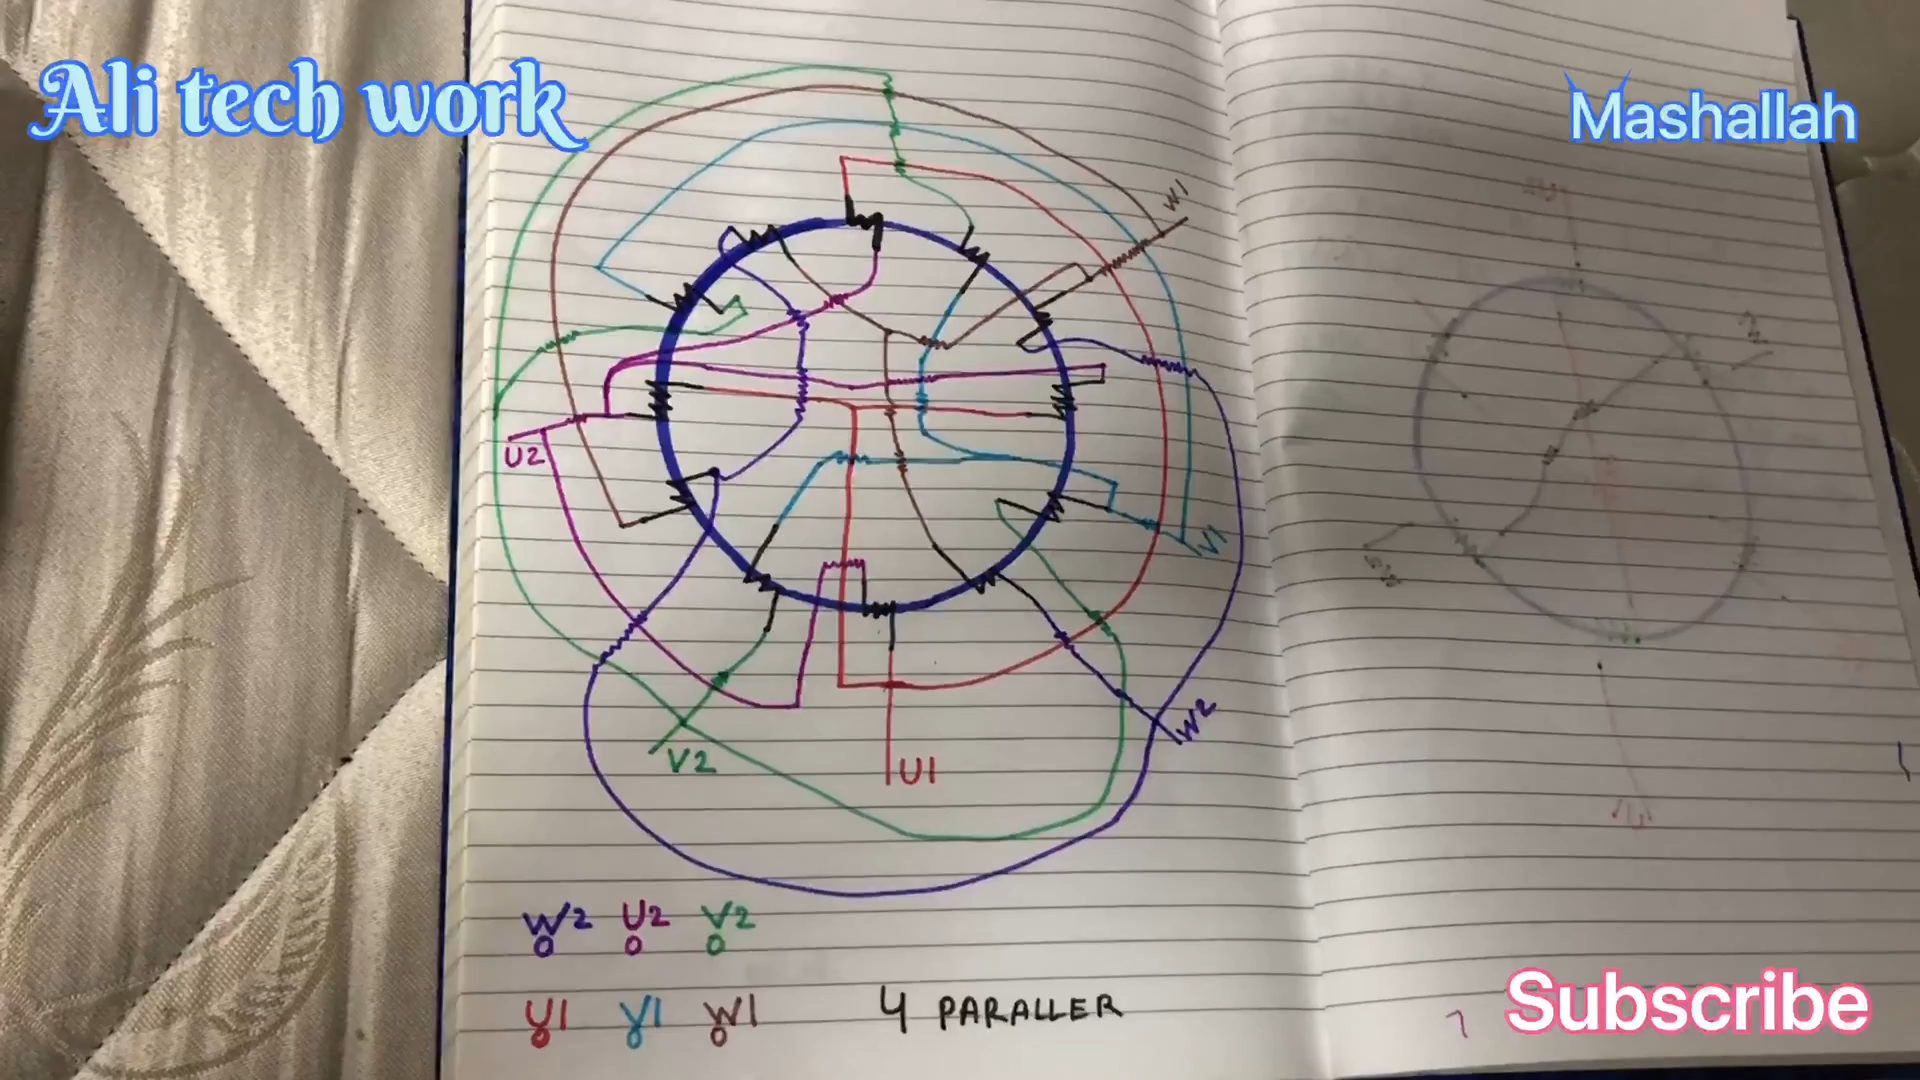 Ali tech work
Mashallah
W1
U2
V1
W2
V2
U1
W2 U2 V2
O O O
U1 V1 W1
4 PARALLER
Subscribe